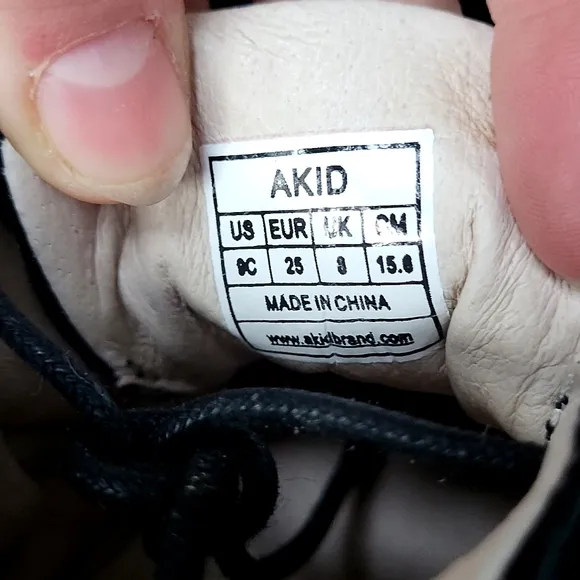 AKID
US EUR UK CM
9C 25 8 15.6
MADE IN CHINA
www.akidbrand.com